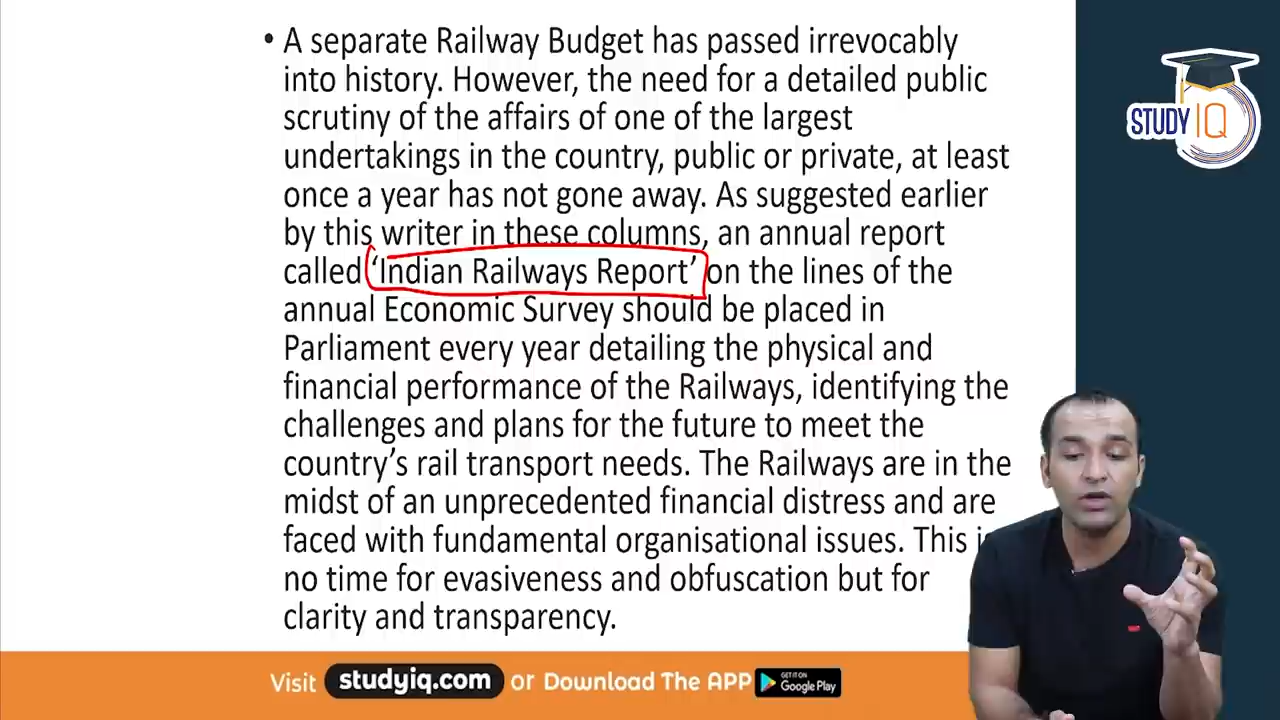 • A separate Railway Budget has passed irrevocably
into history. However, the need for a detailed public
scrutiny of the affairs of one of the largest
undertakings in the country, public or private, at least
once a year has not gone away. As suggested earlier
by this writer in these columns, an annual report
called ‘Indian Railways Report’ on the lines of the
annual Economic Survey should be placed in
Parliament every year detailing the physical and
financial performance of the Railways, identifying the
challenges and plans for the future to meet the
country’s rail transport needs. The Railways are in the
midst of an unprecedented financial distress and are
faced with fundamental organisational issues. This
no time for evasiveness and obfuscation but for
clarity and transparency.
STUDY IQ
Visit studyiq.com or Download The APP GET IT ON Google Play